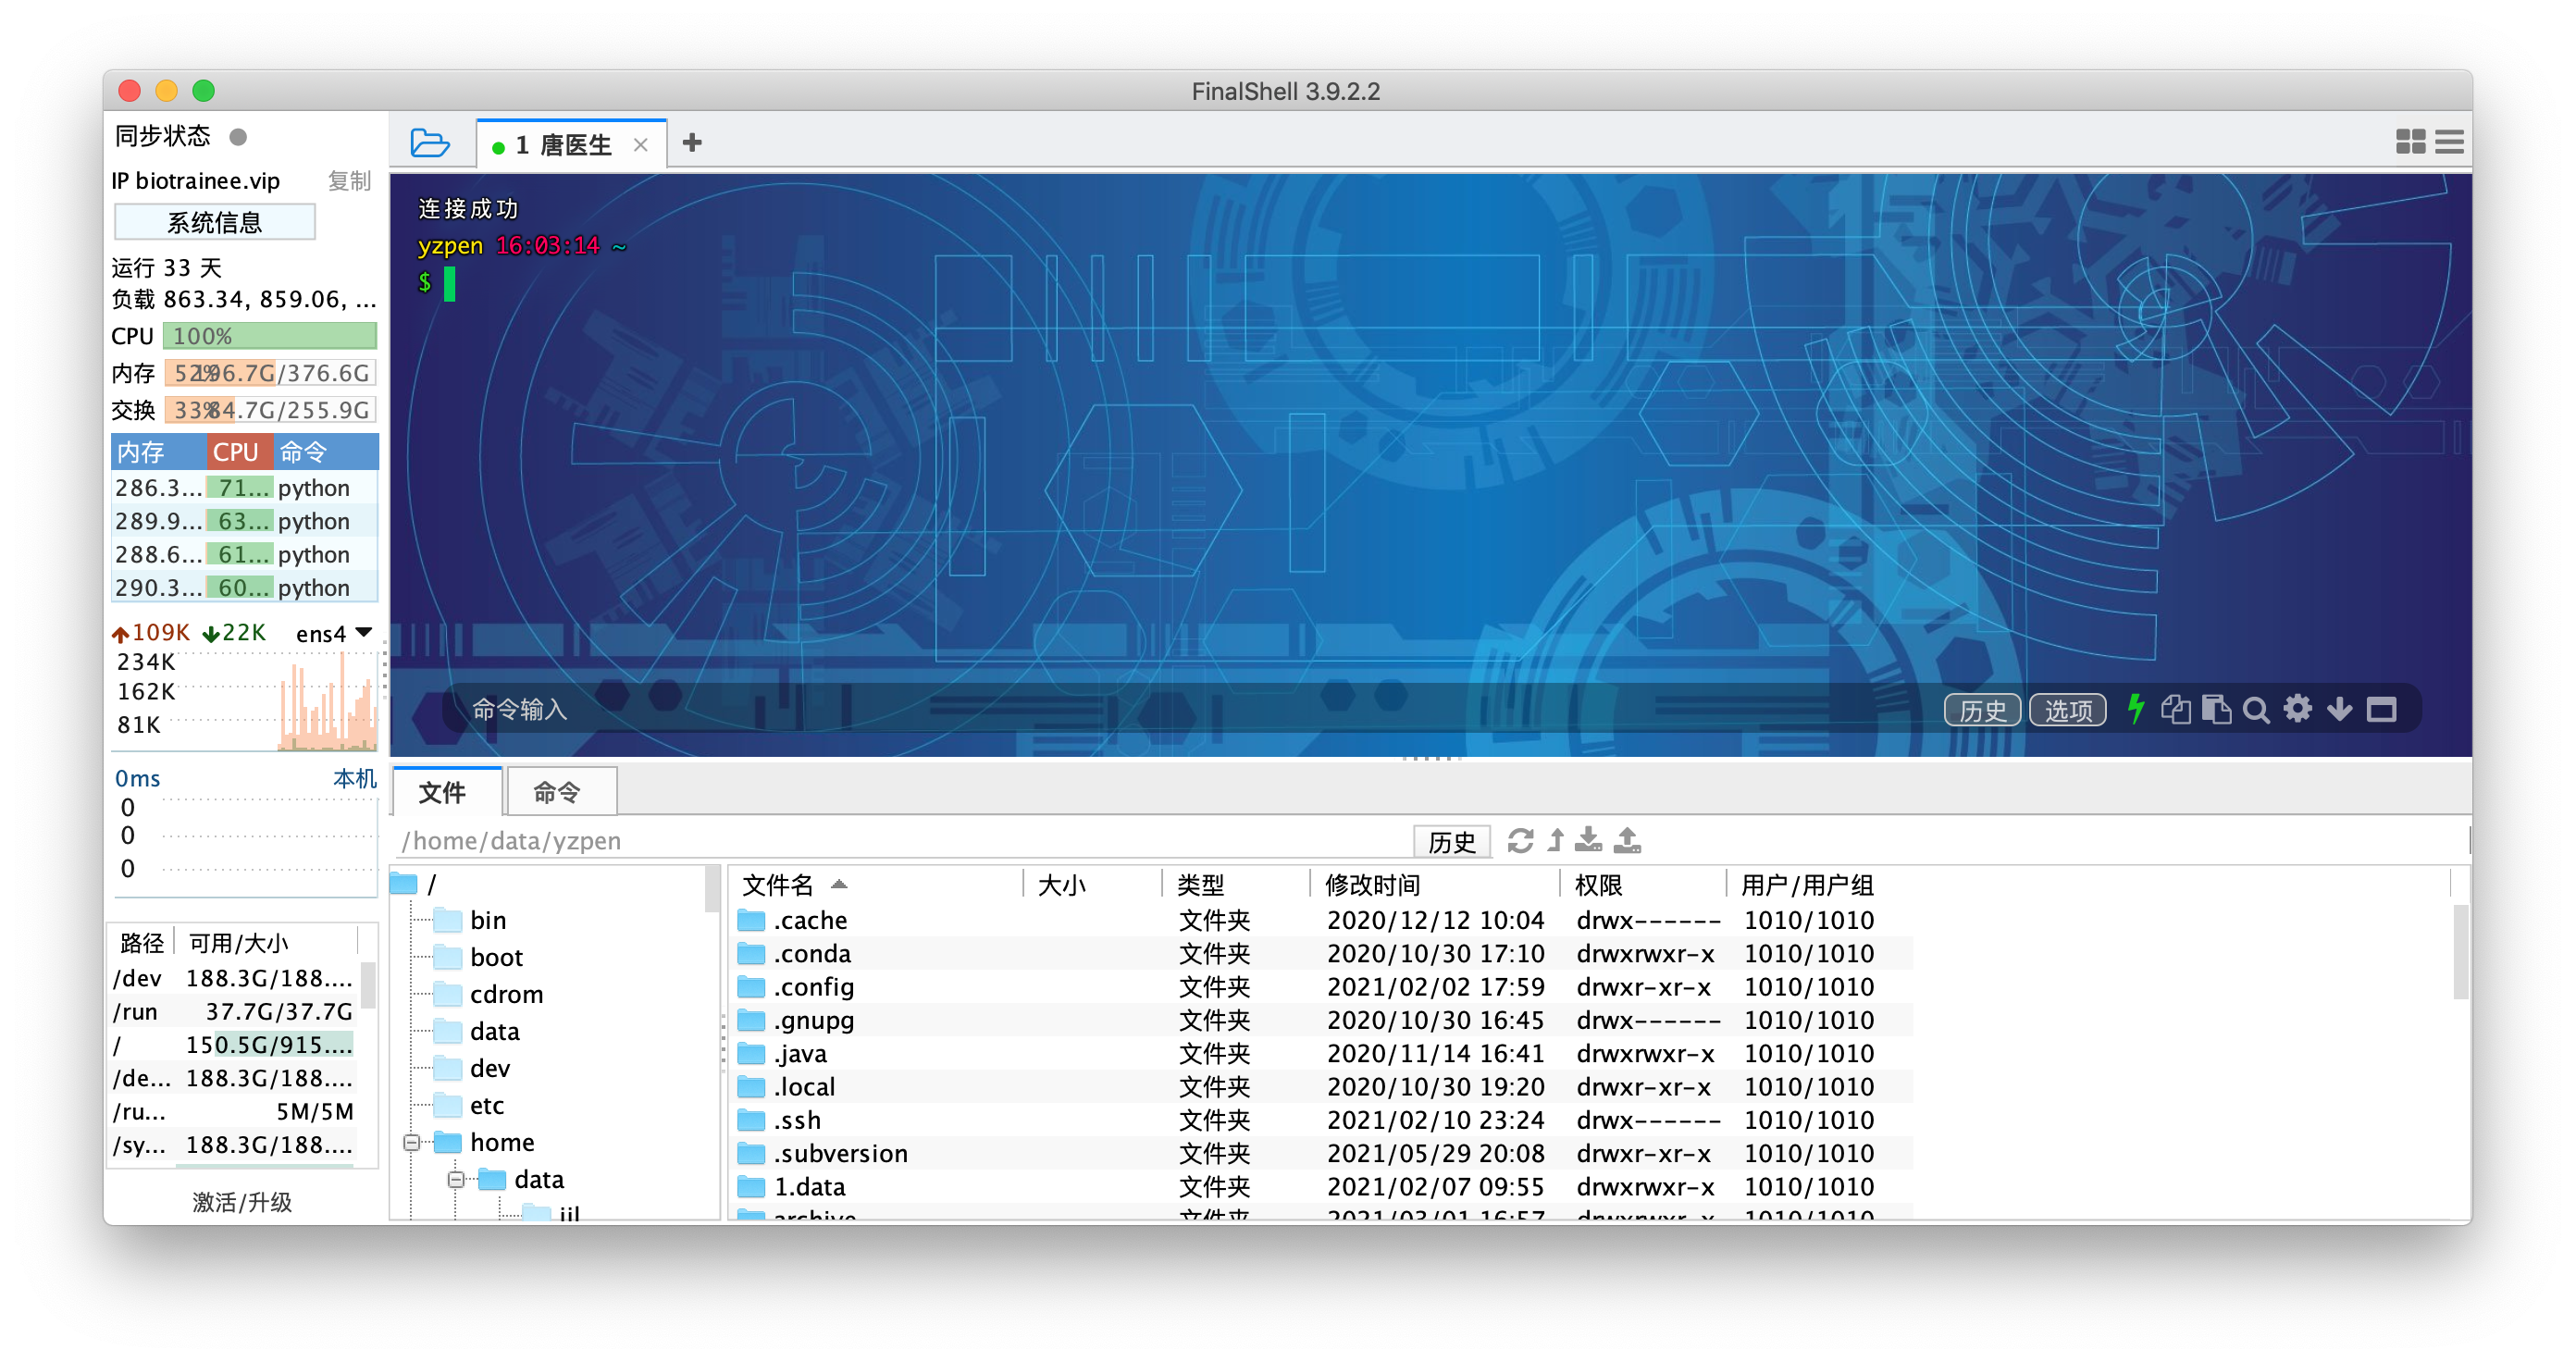 FinalShell 3.9.2.2
同步状态
IP biotrainee.vip 复制
系统信息
运行 33 天
负载 863.34, 859.06, ...
CPU 100%
内存 52% 196.7G/376.6G
交换 33% 84.7G/255.9G
内存 CPU 命令
286.3... 71... python
289.9... 63... python
288.6... 61... python
290.3... 60... python
109K 22K ens4
234K
162K
81K
0ms 本机
0
0
0
路径 可用/大小
/dev 188.3G/188....
/run 37.7G/37.7G
/ 150.5G/915....
/de... 188.3G/188....
/ru... 5M/5M
/sy... 188.3G/188....
激活/升级
1 唐医生
连接成功
yzpen 16:03:14 ~
$
命令输入
历史 选项
文件 命令
/home/data/yzpen 历史
/
bin
boot
cdrom
data
dev
etc
home
data
文件名 大小 类型 修改时间 权限 用户/用户组
.cache 文件夹 2020/12/12 10:04 drwx------ 1010/1010
.conda 文件夹 2020/10/30 17:10 drwxrwxr-x 1010/1010
.config 文件夹 2021/02/02 17:59 drwxr-xr-x 1010/1010
.gnupg 文件夹 2020/10/30 16:45 drwx------ 1010/1010
.java 文件夹 2020/11/14 16:41 drwxrwxr-x 1010/1010
.local 文件夹 2020/10/30 19:20 drwxr-xr-x 1010/1010
.ssh 文件夹 2021/02/10 23:24 drwx------ 1010/1010
.subversion 文件夹 2021/05/29 20:08 drwxr-xr-x 1010/1010
1.data 文件夹 2021/02/07 09:55 drwxrwxr-x 1010/1010
archive 文件夹 2021/03/01 16:57 drwxrwxr-x 1010/1010